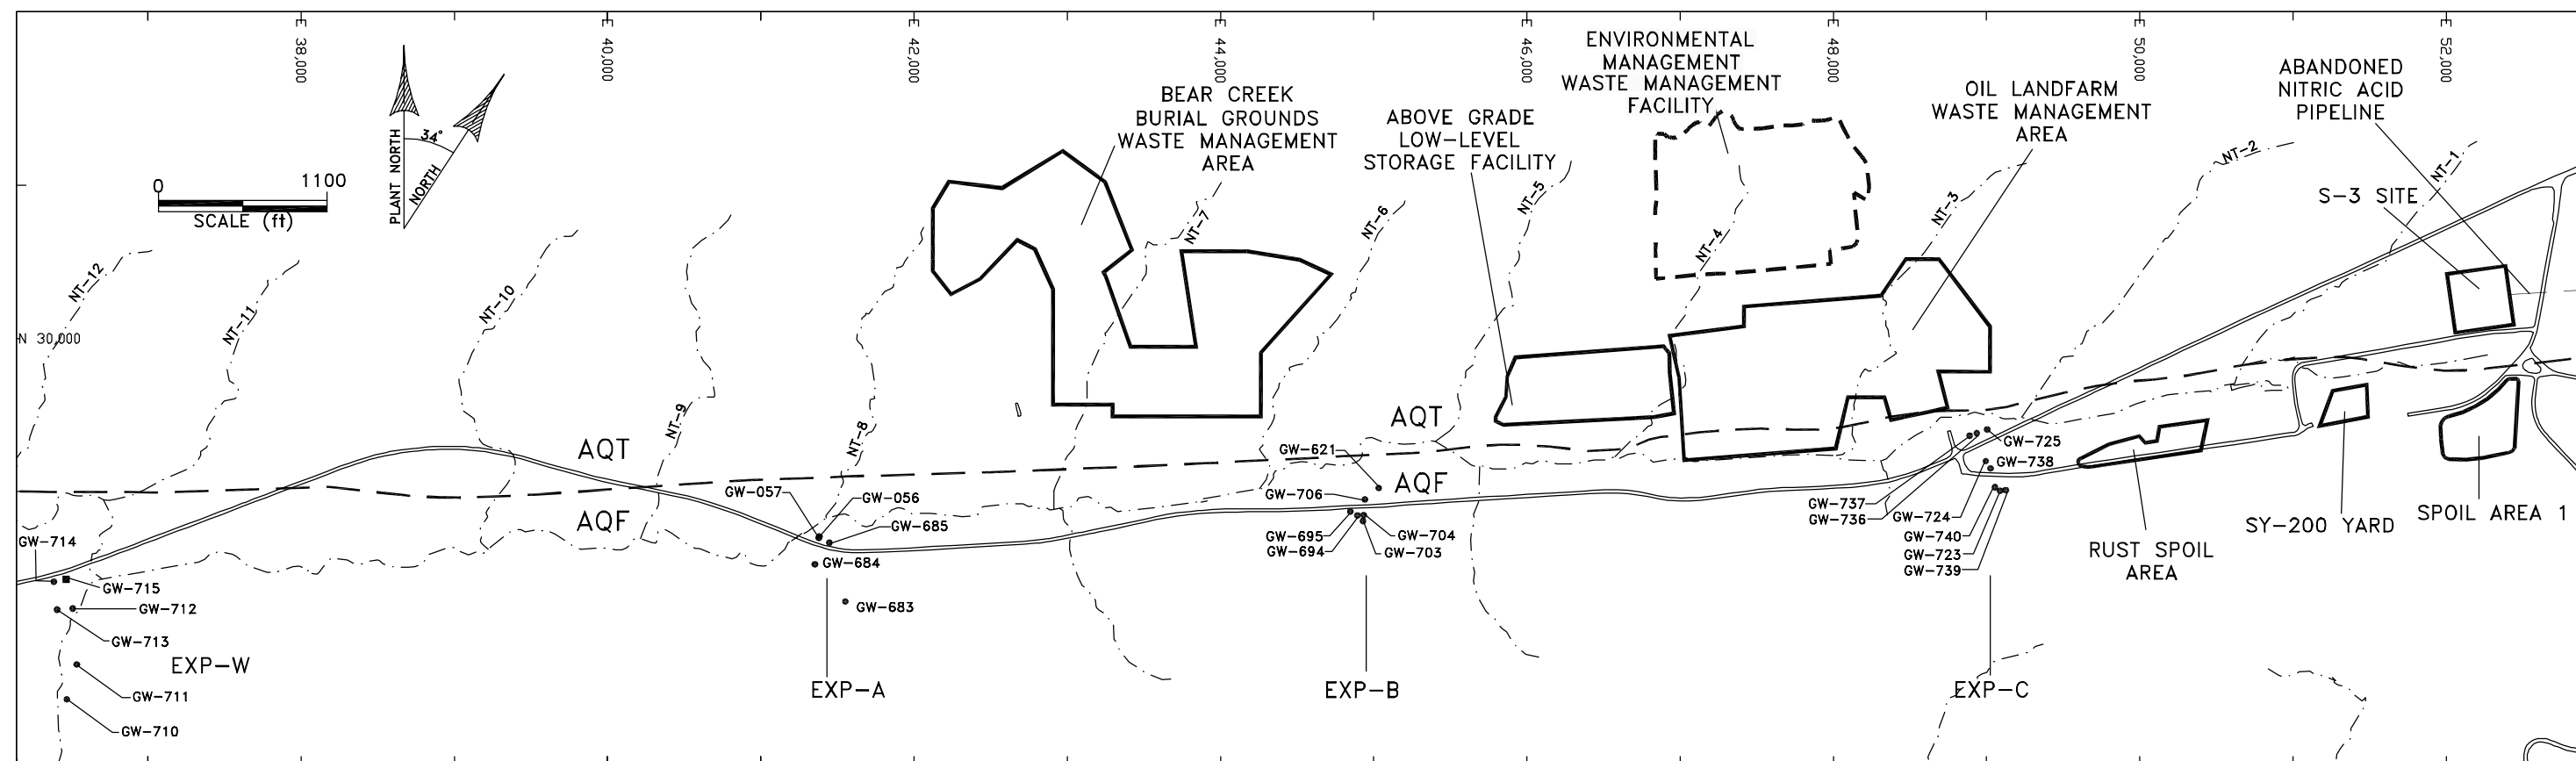 E 38,000
E 40,000
E 42,000
E 44,000
E 46,000
E 48,000
E 50,000
E 52,000
PLANT NORTH
34°
NORTH
0 1100
SCALE (ft)
N 30,000
BEAR CREEK
BURIAL GROUNDS
WASTE MANAGEMENT
AREA
ABOVE GRADE
LOW-LEVEL
STORAGE FACILITY
ENVIRONMENTAL
MANAGEMENT
WASTE MANAGEMENT
FACILITY
OIL LANDFARM
WASTE MANAGEMENT
AREA
ABANDONED
NITRIC ACID
PIPELINE
S-3 SITE
NT-12
NT-11
NT-10
NT-9
NT-8
NT-7
NT-6
NT-5
NT-4
NT-3
NT-2
NT-1
AQT
AQF
AQT
AQF
GW-714
GW-715
GW-712
GW-713
GW-711
GW-710
EXP-W
GW-057
GW-056
GW-685
GW-684
GW-683
EXP-A
GW-621
GW-706
GW-695
GW-694
GW-704
GW-703
EXP-B
GW-725
GW-738
GW-737
GW-736
GW-724
GW-740
GW-723
GW-739
EXP-C
RUST SPOIL
AREA
SY-200 YARD
SPOIL AREA 1